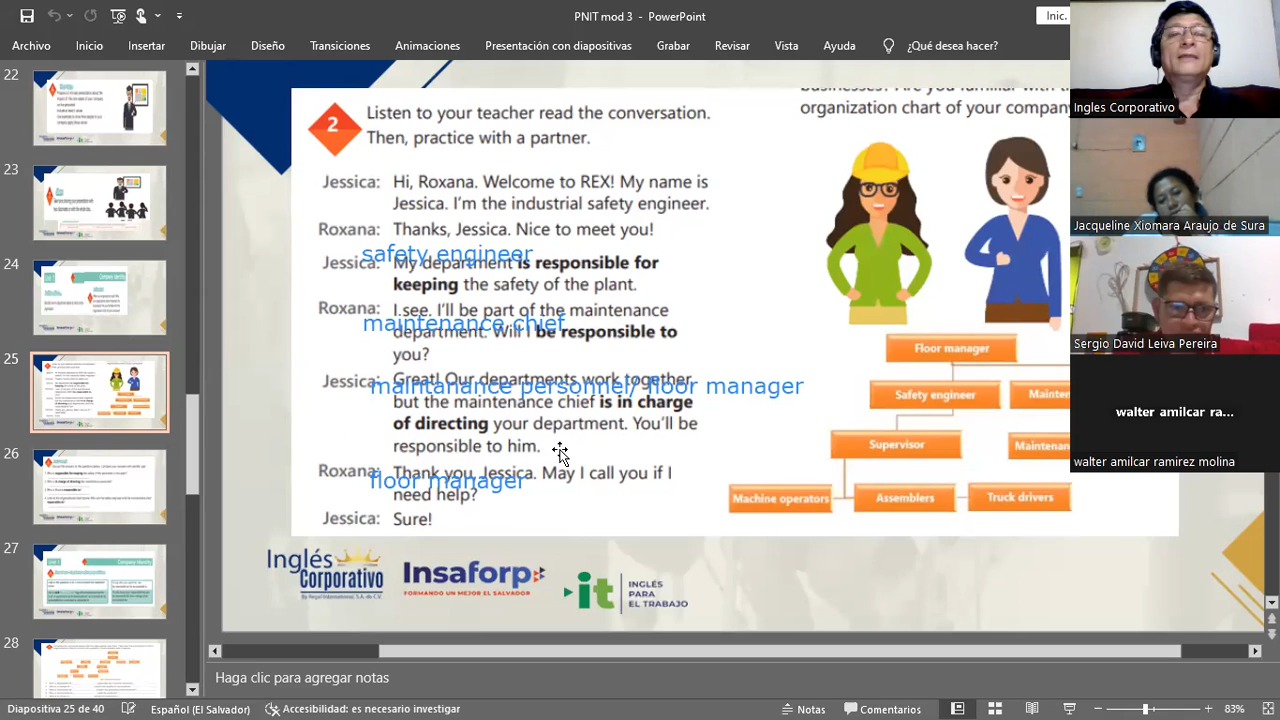 PNIT mod 3 - PowerPoint
Inic.
Archivo
Inicio
Insertar
Dibujar
Diseño
Transiciones
Animaciones
ntación con diapositivas
Grabar
Revisar
Vista
Ayuda
¿Qué desea hacer?
22
23
24
25
26
27
28
2
Listen to your teacher read the conversation.
Then, practice with a partner.
organization chart of your company
Jessica: Hi, Roxana. Welcome to REX! My name is
Jessica. I'm the industrial safety engineer.
Roxana: Thanks, Jessica. Nice to meet you!
safety engineer
Jessica: My department is responsible for
keeping the safety of the plant.
Roxana: I see. I'll be part of the maintenance
maintenance chief
department. Will I be responsible to
you?
Jessica: Great! Our departments work together,
maintanance personnel/ floor manager
but the maintenance chief is in charge
of directing your department. You'll be
responsible to him.
Roxana: Thank you, Jessica. May I call you if I
floor manager
need help?
Jessica: Sure!
Floor manager
Safety engineer
Mainten
Supervisor
Maintenan
Machine operators
Assemblers
Truck drivers
Inglés
Corporativo
By Regal International, S.A. de C.V.
Insaforp
FORMANDO UN MEJOR EL SALVADOR
it
INGLÉS
PARA
EL TRABAJO
Ingles Corporativo
Jacqueline Xiomara Araujo de Sura
Sergio David Leiva Pereira
walter amilcar ra...
walter amilcar ramirez molina
Haga clic para agregar notas
Diapositiva 25 de 40
Español (El Salvador)
Accesibilidad: es necesario investigar
Notas
Comentarios
83%